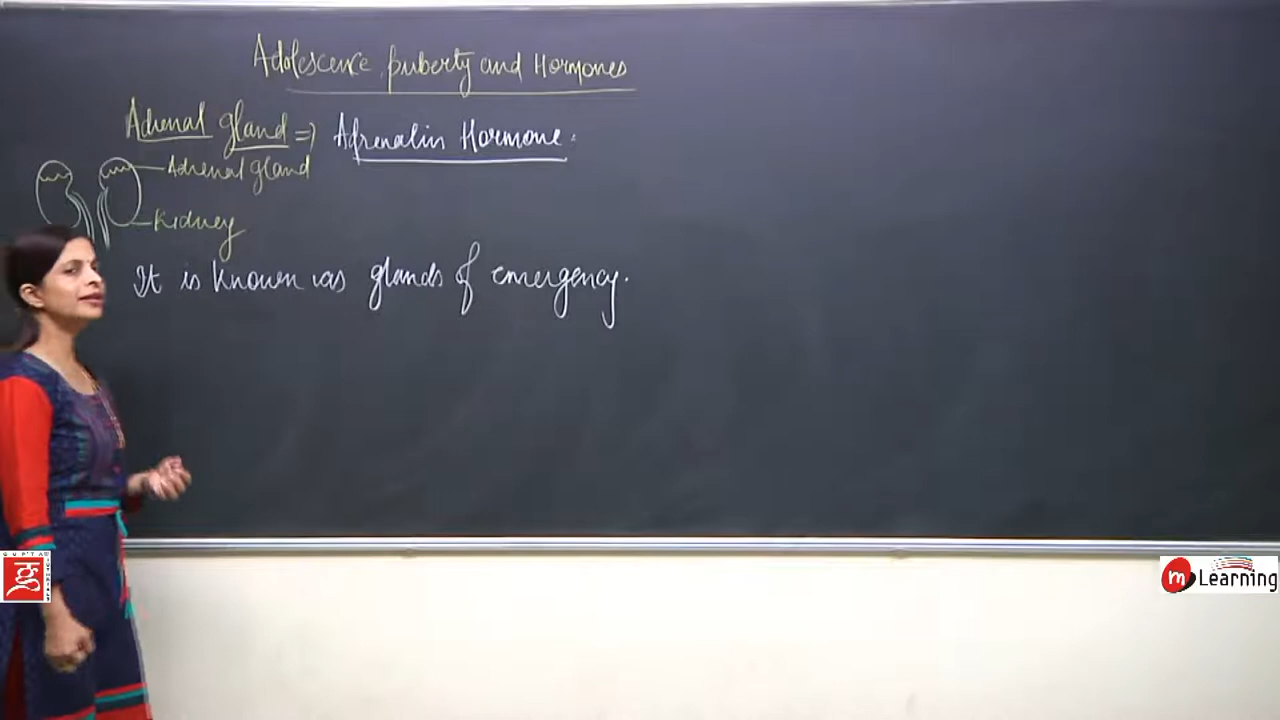 Adolescence, puberty and Hormones
Adrenal gland => Adrenalin Hormone.
Adrenal gland
Kidney
It is known as glands of emergency.
GUPTA
m Learning